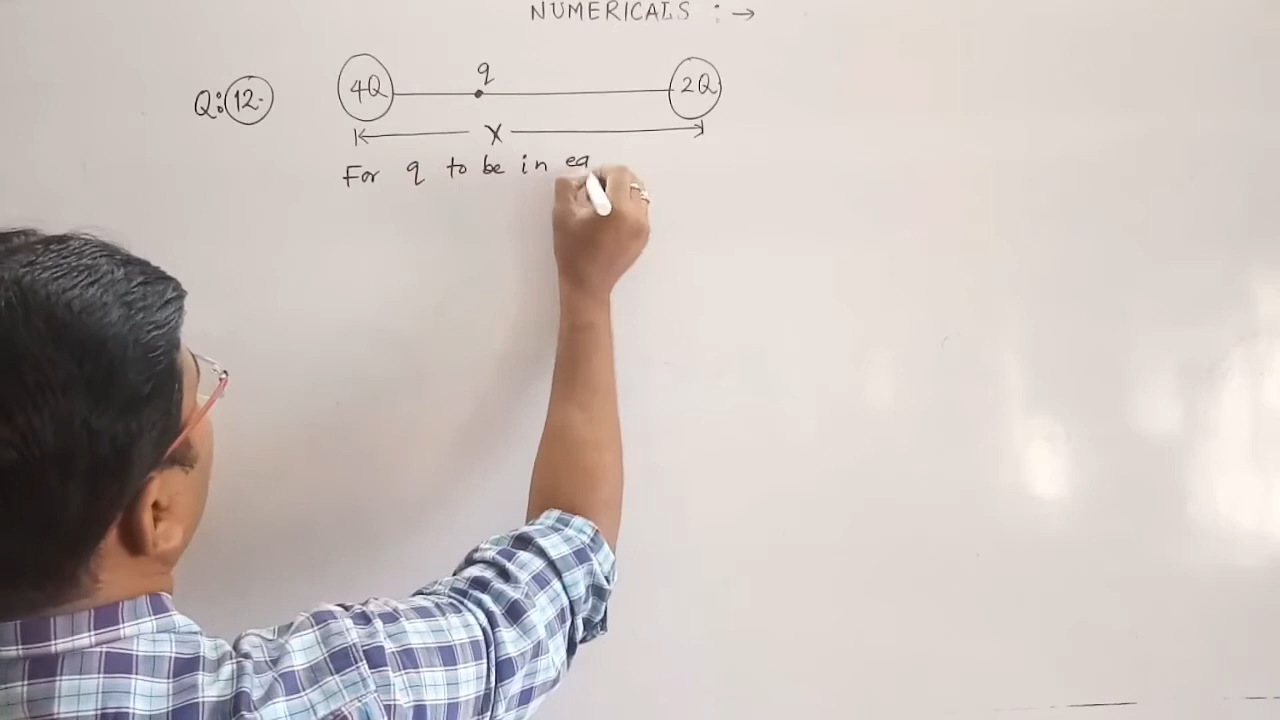 NUMERICALS : →
Q: 12. 4Q q 2Q
x
For q to be in eq